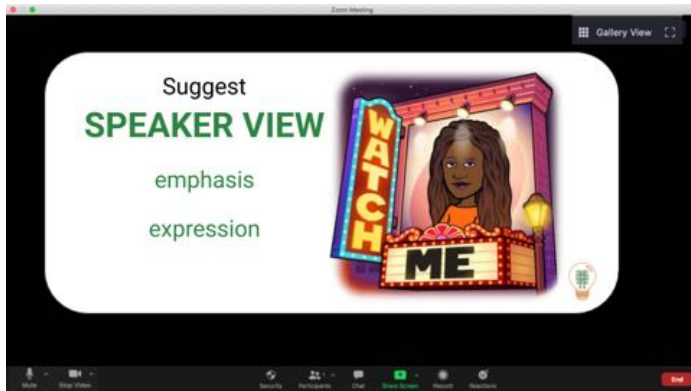 Zoom Meeting
Gallery View
Suggest
SPEAKER VIEW
emphasis
expression
WATCH
ME
Mute
Stop Video
Security
Participants
1
Chat
Share Screen
Record
Reactions
End